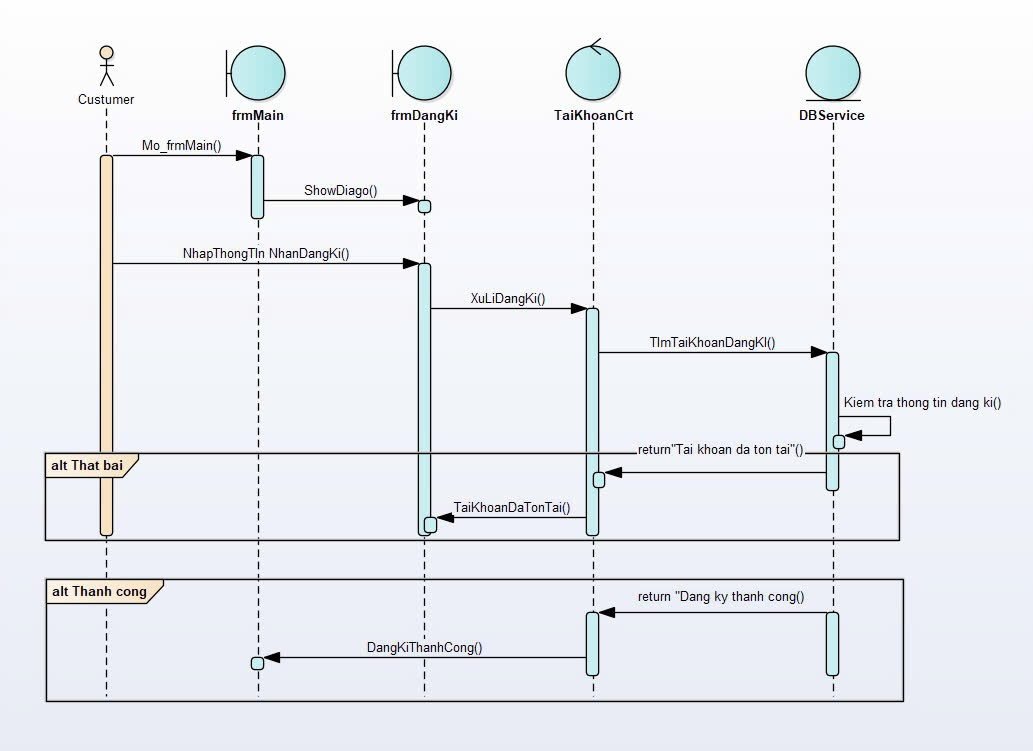 Custumer
frmMain
frmDangKi
TaiKhoanCrt
DBService
Mo_frmMain()
ShowDiago()
NhapThongTIn NhanDangKi()
XuLiDangKi()
TImTaiKhoanDangKI()
Kiem tra thong tin dang ki()
return"Tai khoan da ton tai"()
alt That bai
TaiKhoanDaTonTai()
alt Thanh cong
return "Dang ky thanh cong()
DangKiThanhCong()